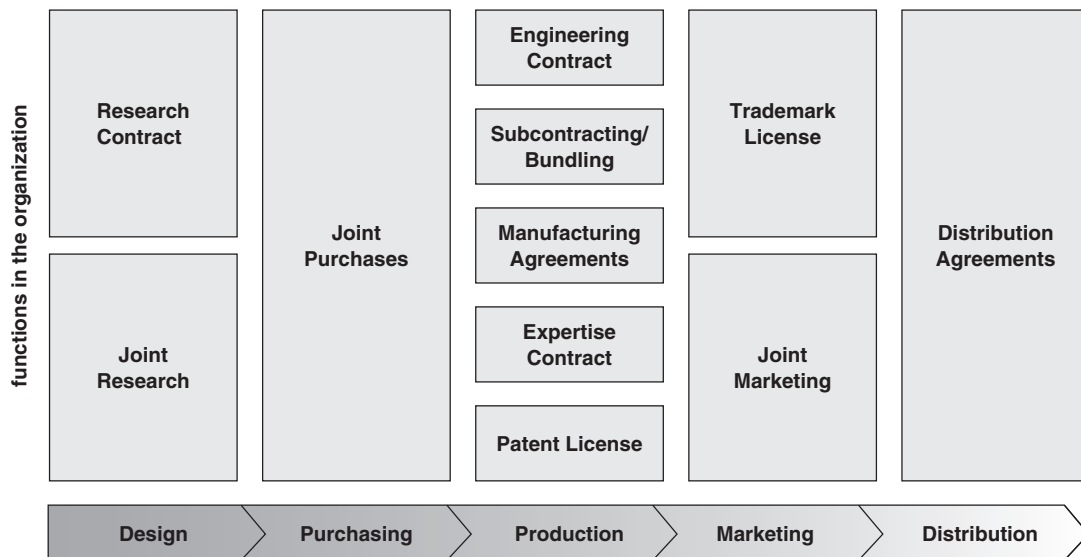 functions in the organization
Research
Contract
Joint
Research
Joint
Purchases
Engineering
Contract
Subcontracting/
Bundling
Manufacturing
Agreements
Expertise
Contract
Patent License
Trademark
License
Joint
Marketing
Distribution
Agreements
Design
Purchasing
Production
Marketing
Distribution